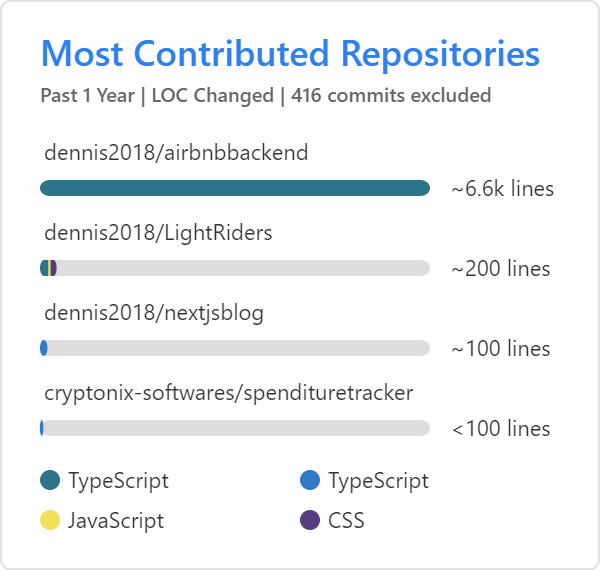 Most Contributed Repositories
Past 1 Year | LOC Changed | 416 commits excluded
dennis2018/airbnbbackend
~6.6k lines
dennis2018/LightRiders
~200 lines
dennis2018/nextjsblog
~100 lines
cryptonix-softwares/spendituretracker
<100 lines
TypeScript
TypeScript
JavaScript
CSS